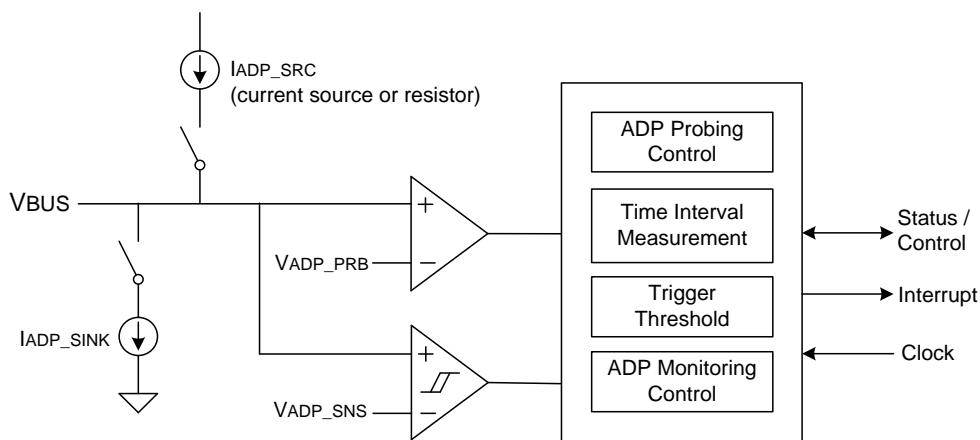 IADP_SRC
(current source or resistor)
ADP Probing
Control
VBUS
+
Time Interval
Measurement
Status /
Control
VADP_PRB
−
Trigger
Threshold
Interrupt
IADP_SINK
+
ADP Monitoring
Control
Clock
VADP_SNS
−